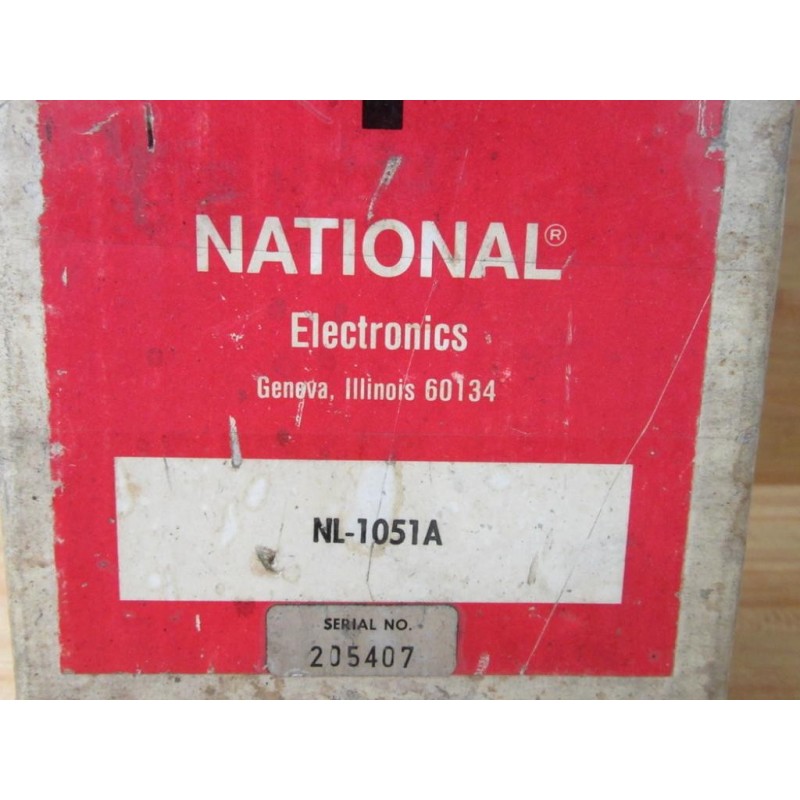 NATIONAL®
Electronics
Geneva, Illinois 60134
NL-1051A
SERIAL NO.
205407